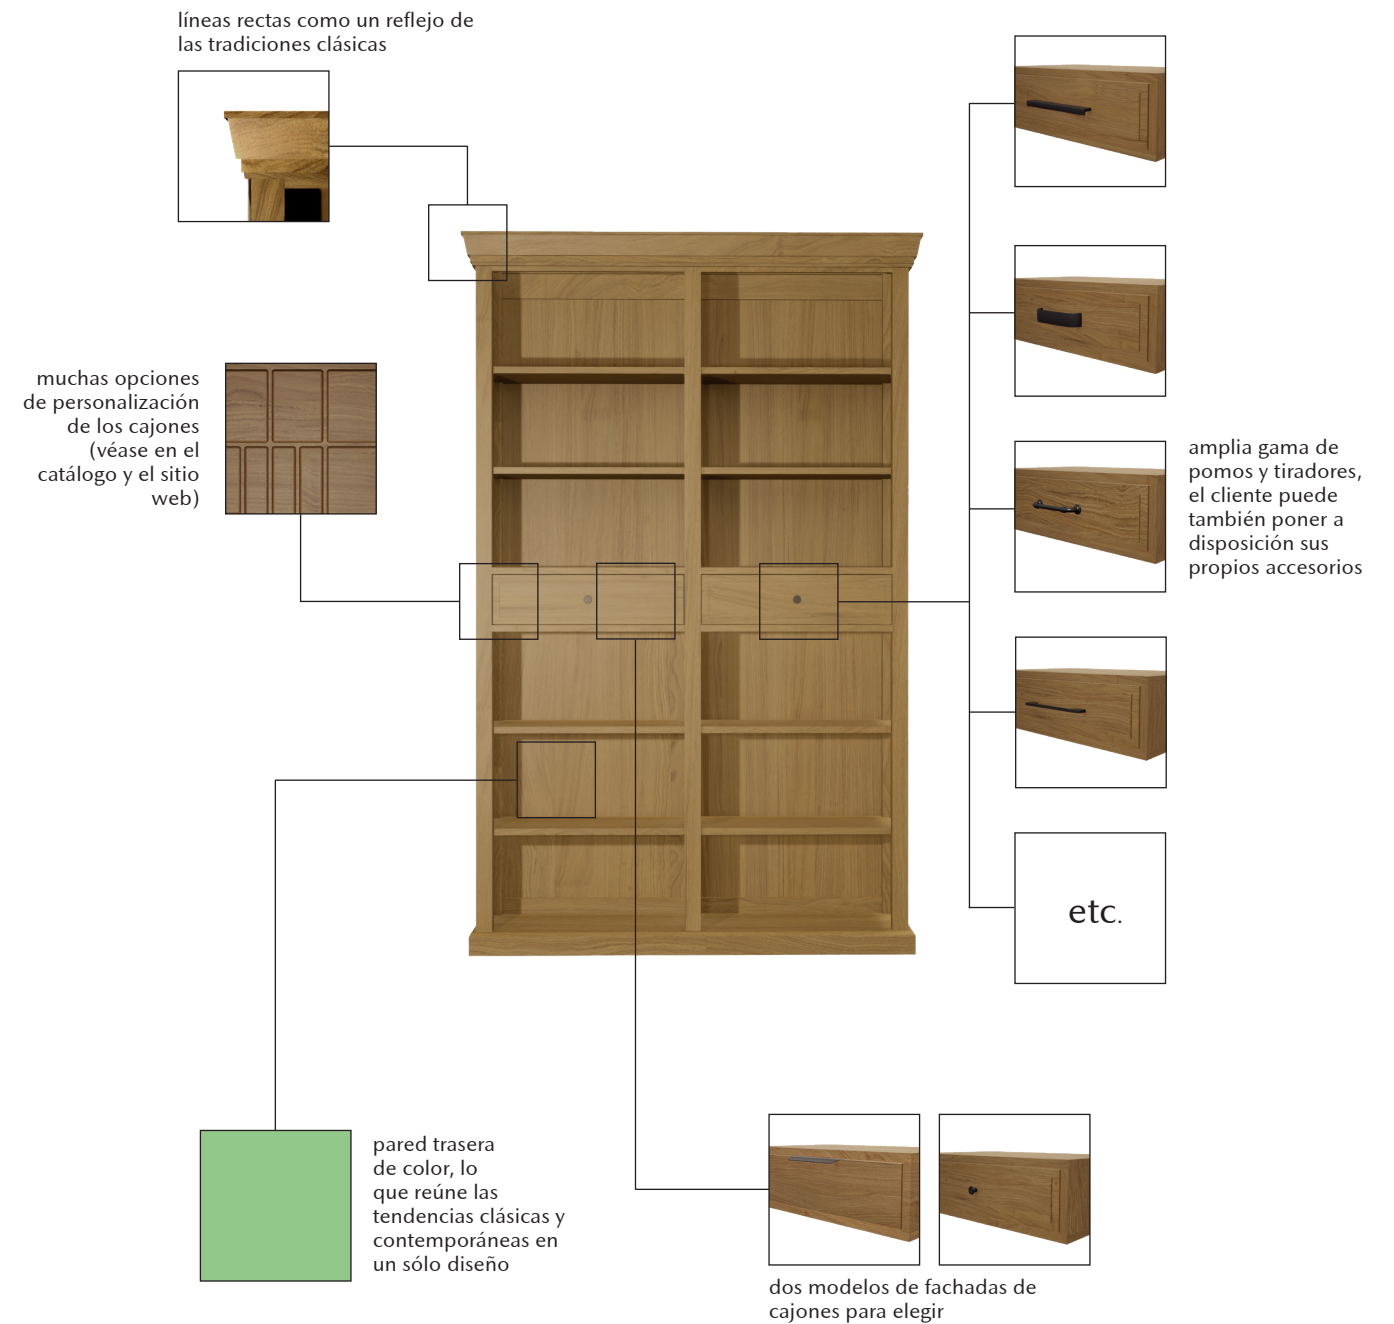 líneas rectas como un reflejo de
las tradiciones clásicas
muchas opciones
de personalización
de los cajones
(véase en el
catálogo y el sitio
web)
amplia gama de
pomos y tiradores,
el cliente puede
también poner a
disposición sus
propios accesorios
etc.
pared trasera
de color, lo
que reúne las
tendencias clásicas y
contemporáneas en
un sólo diseño
dos modelos de fachadas de
cajones para elegir